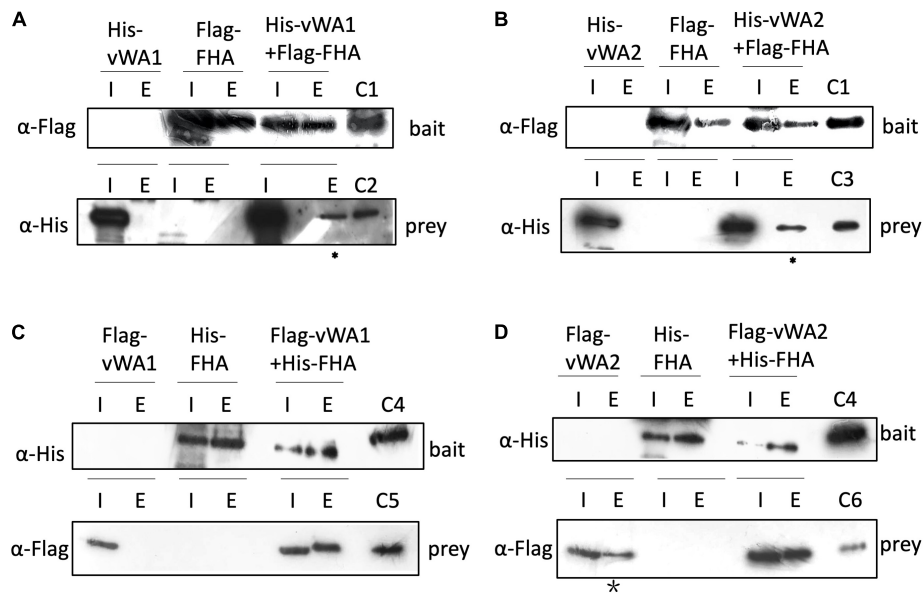 A
His-
vWA1
Flag-
FHA
His-vWA1
+Flag-FHA
I E I E I E C1
α-Flag
bait
I E I E I E C2
α-His
prey
*
B
His-
vWA2
Flag-
FHA
His-vWA2
+Flag-FHA
I E I E I E C1
α-Flag
bait
I E I E I E C3
α-His
prey
*
C
Flag-
vWA1
His-
FHA
Flag-vWA1
+His-FHA
I E I E I E C4
α-His
bait
I E I E I E C5
α-Flag
prey
D
Flag-
vWA2
His-
FHA
Flag-vWA2
+His-FHA
I E I E I E C4
α-His
bait
I E I E I E C6
α-Flag
prey
*